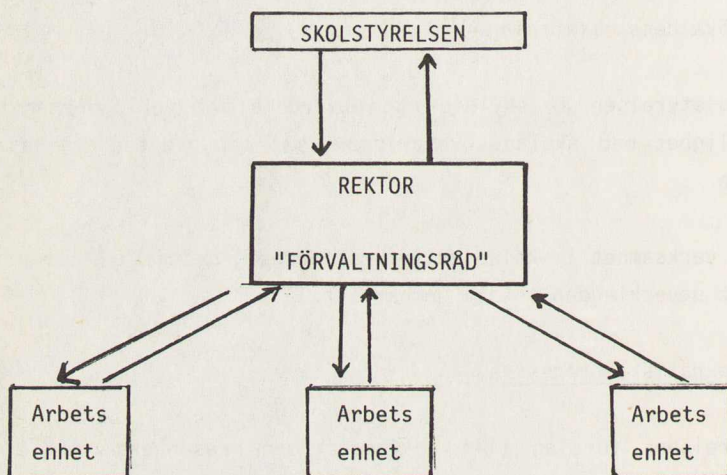 SKOLSTYRELSEN
REKTOR
"FÖRVALTNINGSRÅD"
Arbets Arbets Arbets
enhet enhet enhet